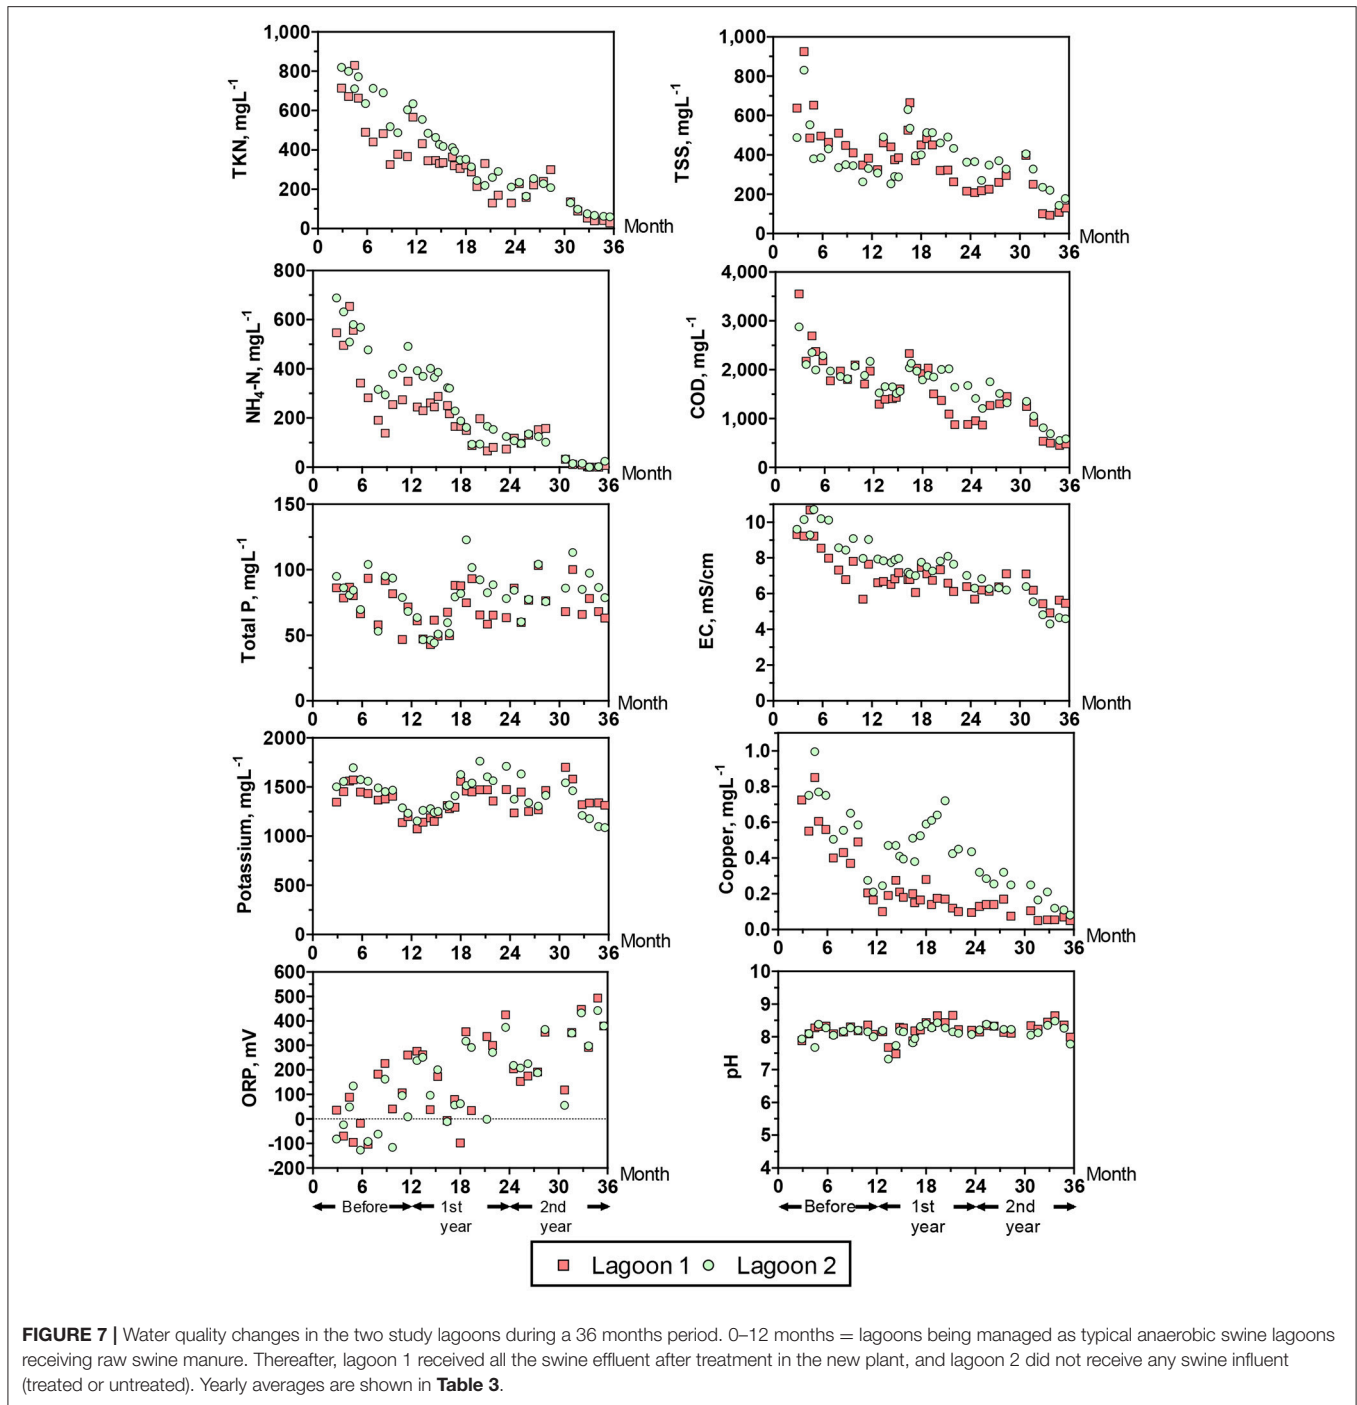 1,000
800
600
400
200
0
TKN, mgL-1
0 6 12 18 24 30 36
Month
1,000
800
600
400
200
0
TSS, mgL-1
0 6 12 18 24 30 36
Month
800
600
400
200
0
NH4-N, mgL-1
0 6 12 18 24 30 36
Month
4,000
3,000
2,000
1,000
0
COD, mgL-1
0 6 12 18 24 30 36
Month
150
100
50
0
Total P, mgL-1
0 6 12 18 24 30 36
Month
10
8
6
4
2
0
EC, mS/cm
0 6 12 18 24 30 36
Month
2000
1500
1000
500
0
Potassium, mgL-1
0 6 12 18 24 30 36
Month
1.0
0.8
0.6
0.4
0.2
0.0
Copper, mgL-1
0 6 12 18 24 30 36
Month
600
500
400
300
200
100
0
-100
-200
ORP, mV
0 6 12 18 24 30 36
Month
Before 1st year 2nd year
10
9
8
7
6
5
4
pH
0 6 12 18 24 30 36
Month
Before 1st year 2nd year
Lagoon 1 Lagoon 2
FIGURE 7 | Water quality changes in the two study lagoons during a 36 months period. 0–12 months = lagoons being managed as typical anaerobic swine lagoons
receiving raw swine manure. Thereafter, lagoon 1 received all the swine effluent after treatment in the new plant, and lagoon 2 did not receive any swine influent
(treated or untreated). Yearly averages are shown in Table 3.